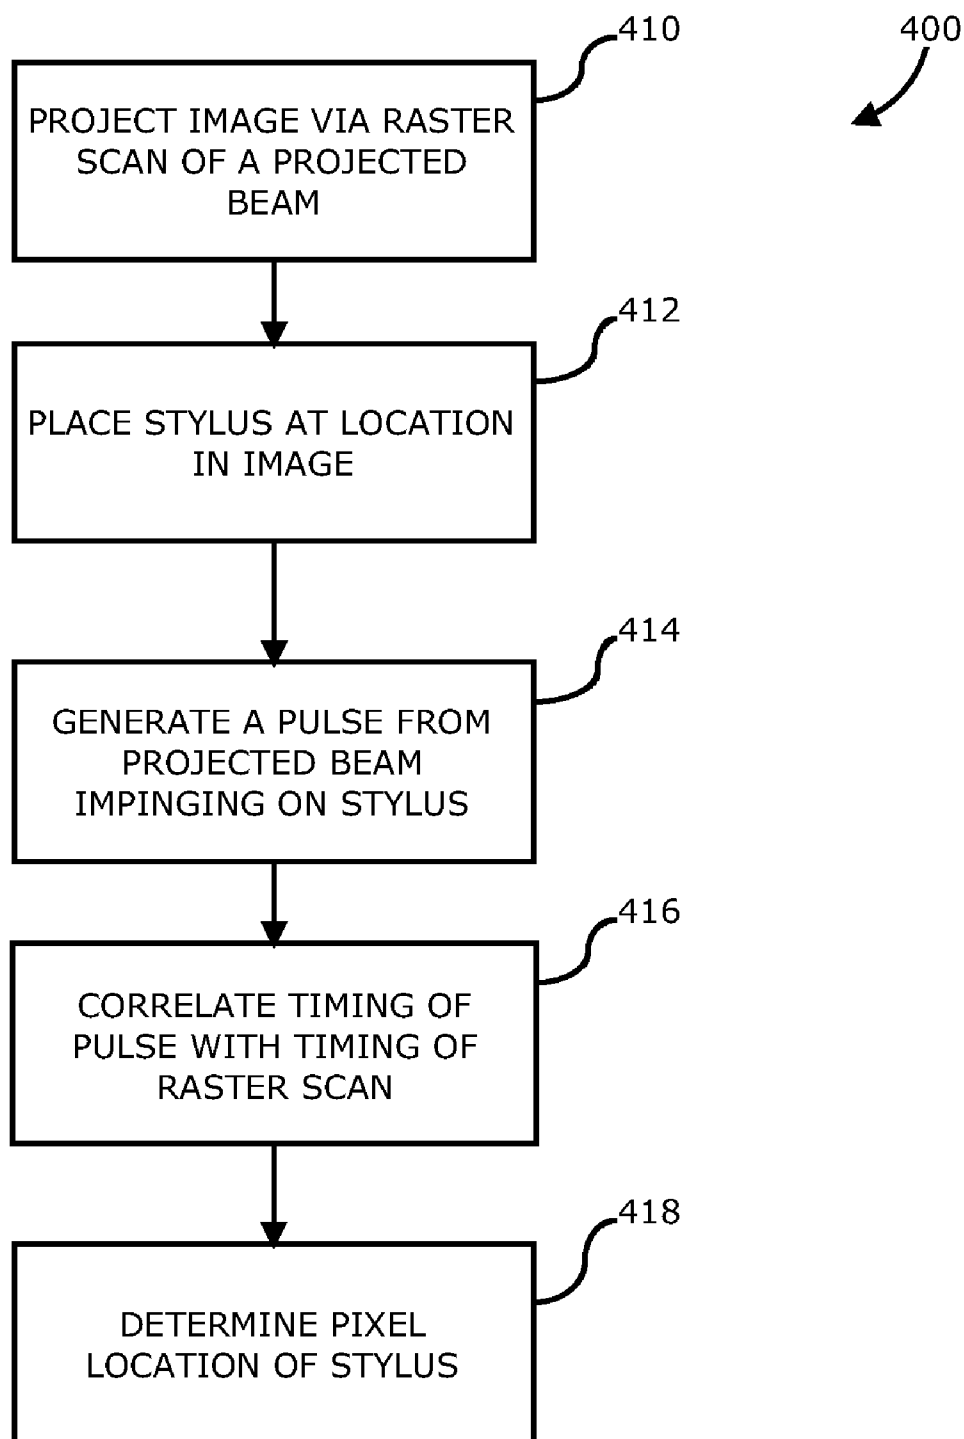 410
400
PROJECT IMAGE VIA RASTER
SCAN OF A PROJECTED
BEAM
412
PLACE STYLUS AT LOCATION
IN IMAGE
414
GENERATE A PULSE FROM
PROJECTED BEAM
IMPINGING ON STYLUS
416
CORRELATE TIMING OF
PULSE WITH TIMING OF
RASTER SCAN
418
DETERMINE PIXEL
LOCATION OF STYLUS